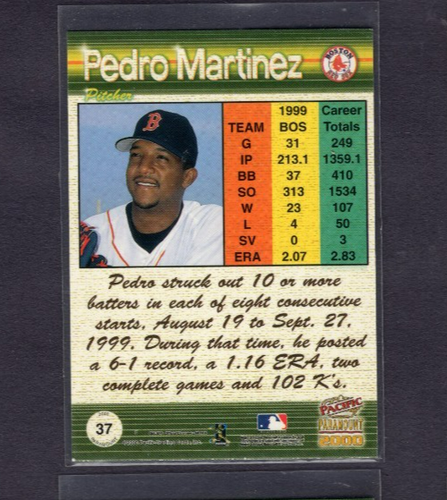 Pedro Martinez
BOSTON
RED SOX
Pitcher
B
1999 Career
TEAM BOS Totals
G 31 249
IP 213.1 1359.1
BB 37 410
SO 313 1534
W 23 107
L 4 50
SV 0 3
ERA 2.07 2.83
Pedro struck out 10 or more
batters in each of eight consecutive
starts, August 19 to Sept. 27,
1999. During that time, he posted
a 6-1 record, a 1.16 ERA, two
complete games and 102 K's.
37
PACIFIC
PARAMOUNT
2000